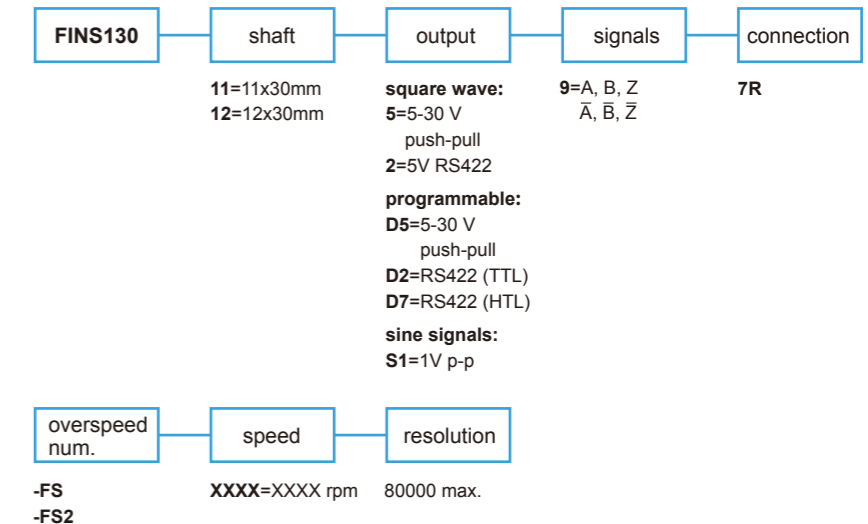 FINS130
shaft
output
signals
connection
11=11x30mm
12=12x30mm
square wave:
5=5-30 V
push-pull
2=5V RS422
programmable:
D5=5-30 V
push-pull
D2=RS422 (TTL)
D7=RS422 (HTL)
sine signals:
S1=1V p-p
9=A, B, Z
A̅, B̅, Z̅
7R
overspeed
num.
speed
resolution
-FS
-FS2
XXXX=XXXX rpm
80000 max.